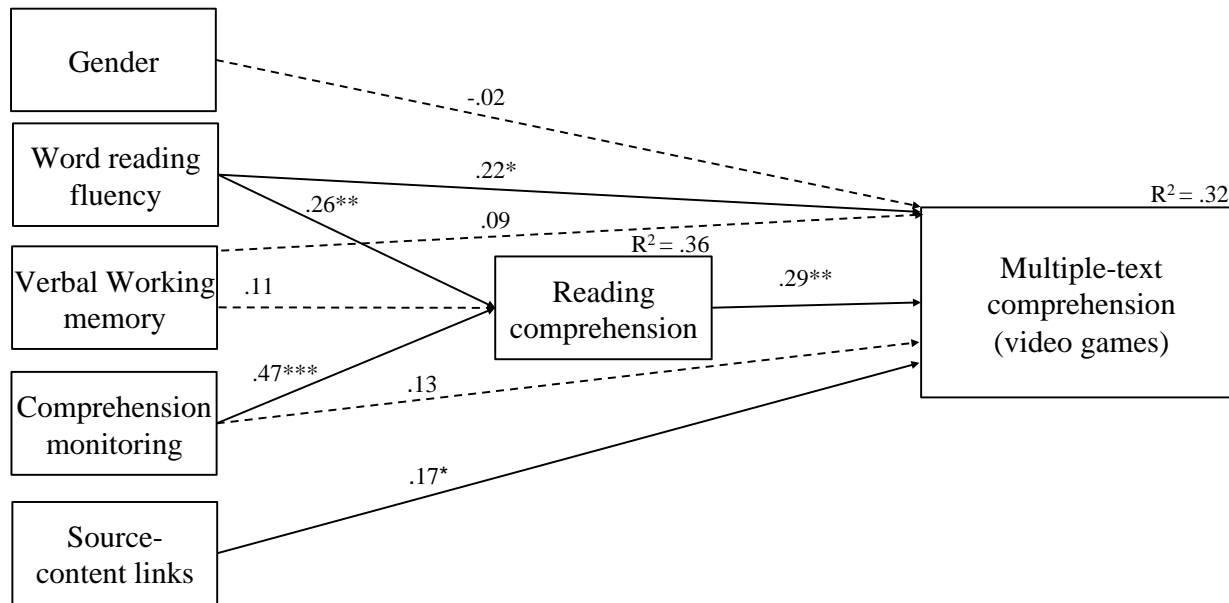 Gender
-.02
Word reading
fluency
.22*
R² = .32
.26**
.09
R² = .36
Verbal Working
memory
.11
Reading
comprehension
.29**
Multiple-text
comprehension
(video games)
.47***
.13
Comprehension
monitoring
.17*
Source-
content links